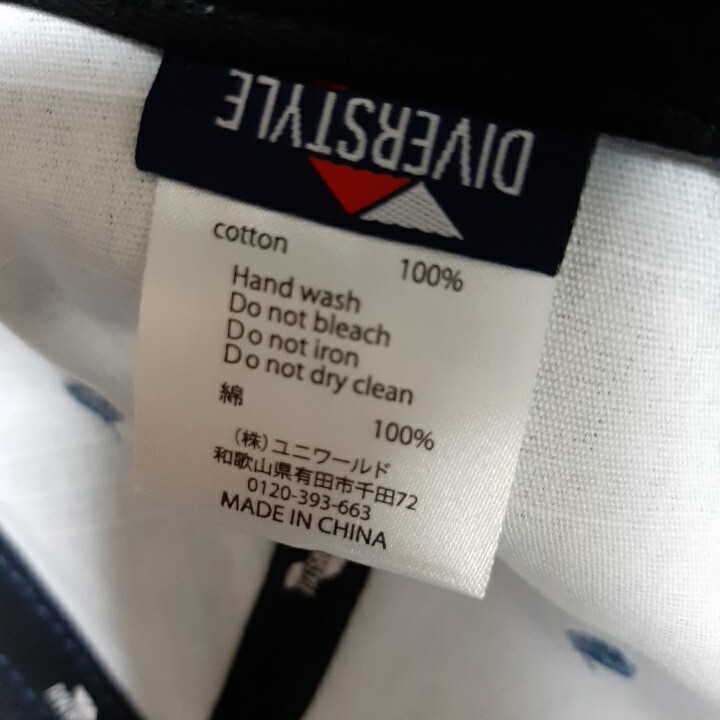 DIVERSTYLE
cotton 100%
Hand wash
Do not bleach
Do not iron
Do not dry clean
綿 100%
(株)ユニワールド
和歌山県有田市千田72
0120-393-663
MADE IN CHINA